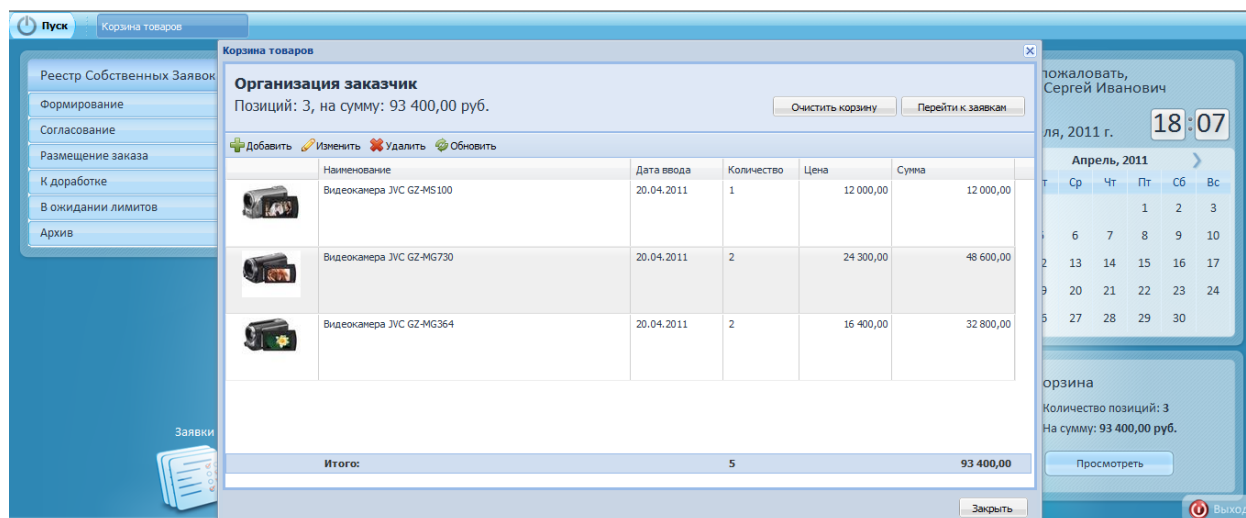 Пуск
Корзина товаров
Корзина товаров
Реестр Собственных Заявок
Формирование
Согласование
Размещение заказа
К доработке
В ожидании лимитов
Архив
Заявки
Организация заказчик
Позиций: 3, на сумму: 93 400,00 руб.
Очистить корзину Перейти к заявкам
Добавить Изменить Удалить Обновить
Наименование Дата ввода Количество Цена Сумма
Видеокамера JVC GZ-MS100 20.04.2011 1 12 000,00 12 000,00
Видеокамера JVC GZ-MG730 20.04.2011 2 24 300,00 48 600,00
Видеокамера JVC GZ-MG364 20.04.2011 2 16 400,00 32 800,00
Итого: 5 93 400,00
Закрыть
Сергей Иванович
2011 г.
18:07
Апрель, 2011
Ср Чт Пт Сб Вс
1 2 3
6 7 8 9 10
13 14 15 16 17
20 21 22 23 24
27 28 29 30
Количество позиций: 3
На сумму: 93 400,00 руб.
Просмотреть
Выход